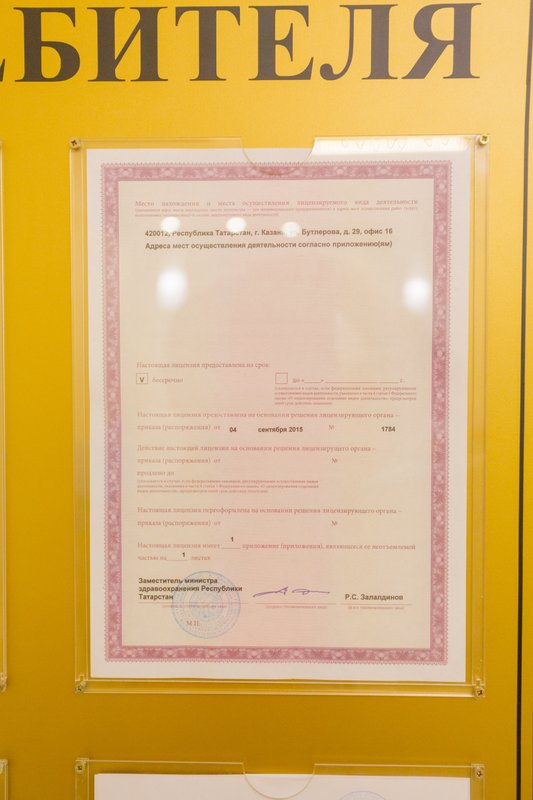 БИТЕЛЯ
Место нахождения и места осуществления лицензируемого вида деятельности
420012, Республика Татарстан, г. Казань, Бутлерова, д. 29, офис 16
Адреса мест осуществления деятельности согласно приложению(ям)
Настоящая лицензия предоставлена на срок:
V бессрочно до « » г.
Настоящая лицензия предоставлена на основании решения лицензирующего органа –
приказа (распоряжения) от 04 сентября 2015 № 1784
Действие настоящей лицензии на основании решения лицензирующего органа –
приказа (распоряжения) от №
продлено до
Настоящая лицензия переоформлена на основании решения лицензирующего органа –
приказа (распоряжения) от №
Настоящая лицензия имеет 1 приложение (приложения), являющееся ее неотъемлемой
частью на 1 листах
Заместитель министра
здравоохранения Республики
Татарстан
Р.С. Залалдинов
М.П.